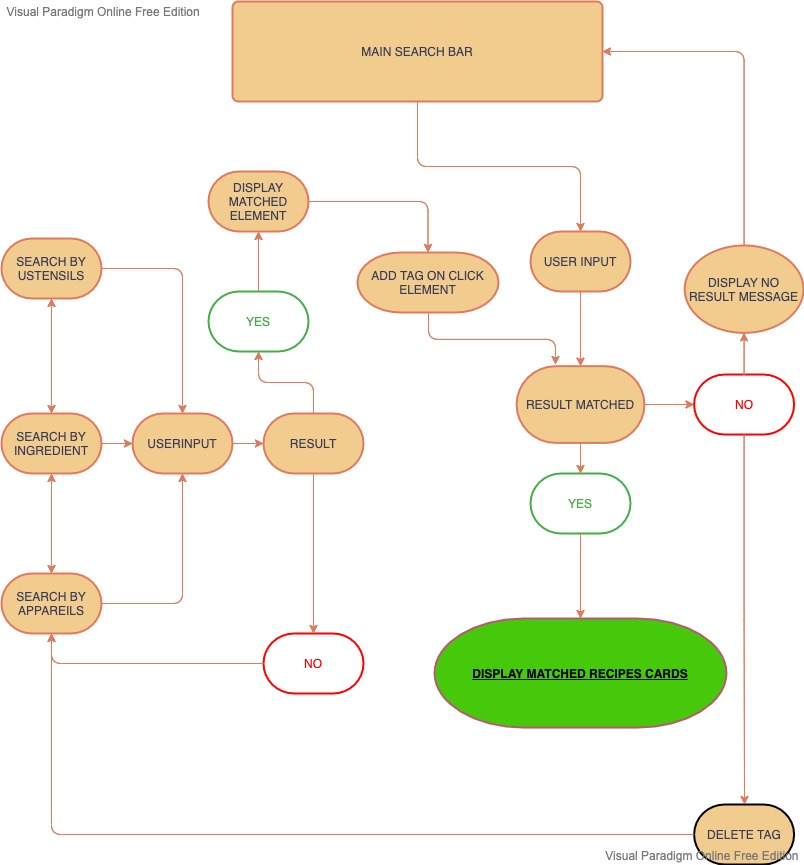 Visual Paradigm Online Free Edition
MAIN SEARCH BAR
DISPLAY
MATCHED
ELEMENT
SEARCH BY
USTENSILS
ADD TAG ON CLICK
ELEMENT
USER INPUT
DISPLAY NO
RESULT MESSAGE
YES
RESULT MATCHED
NO
SEARCH BY
INGREDIENT
USERINPUT
RESULT
YES
SEARCH BY
APPAREILS
NO
DISPLAY MATCHED RECIPES CARDS
DELETE TAG
Visual Paradigm Online Free Edition